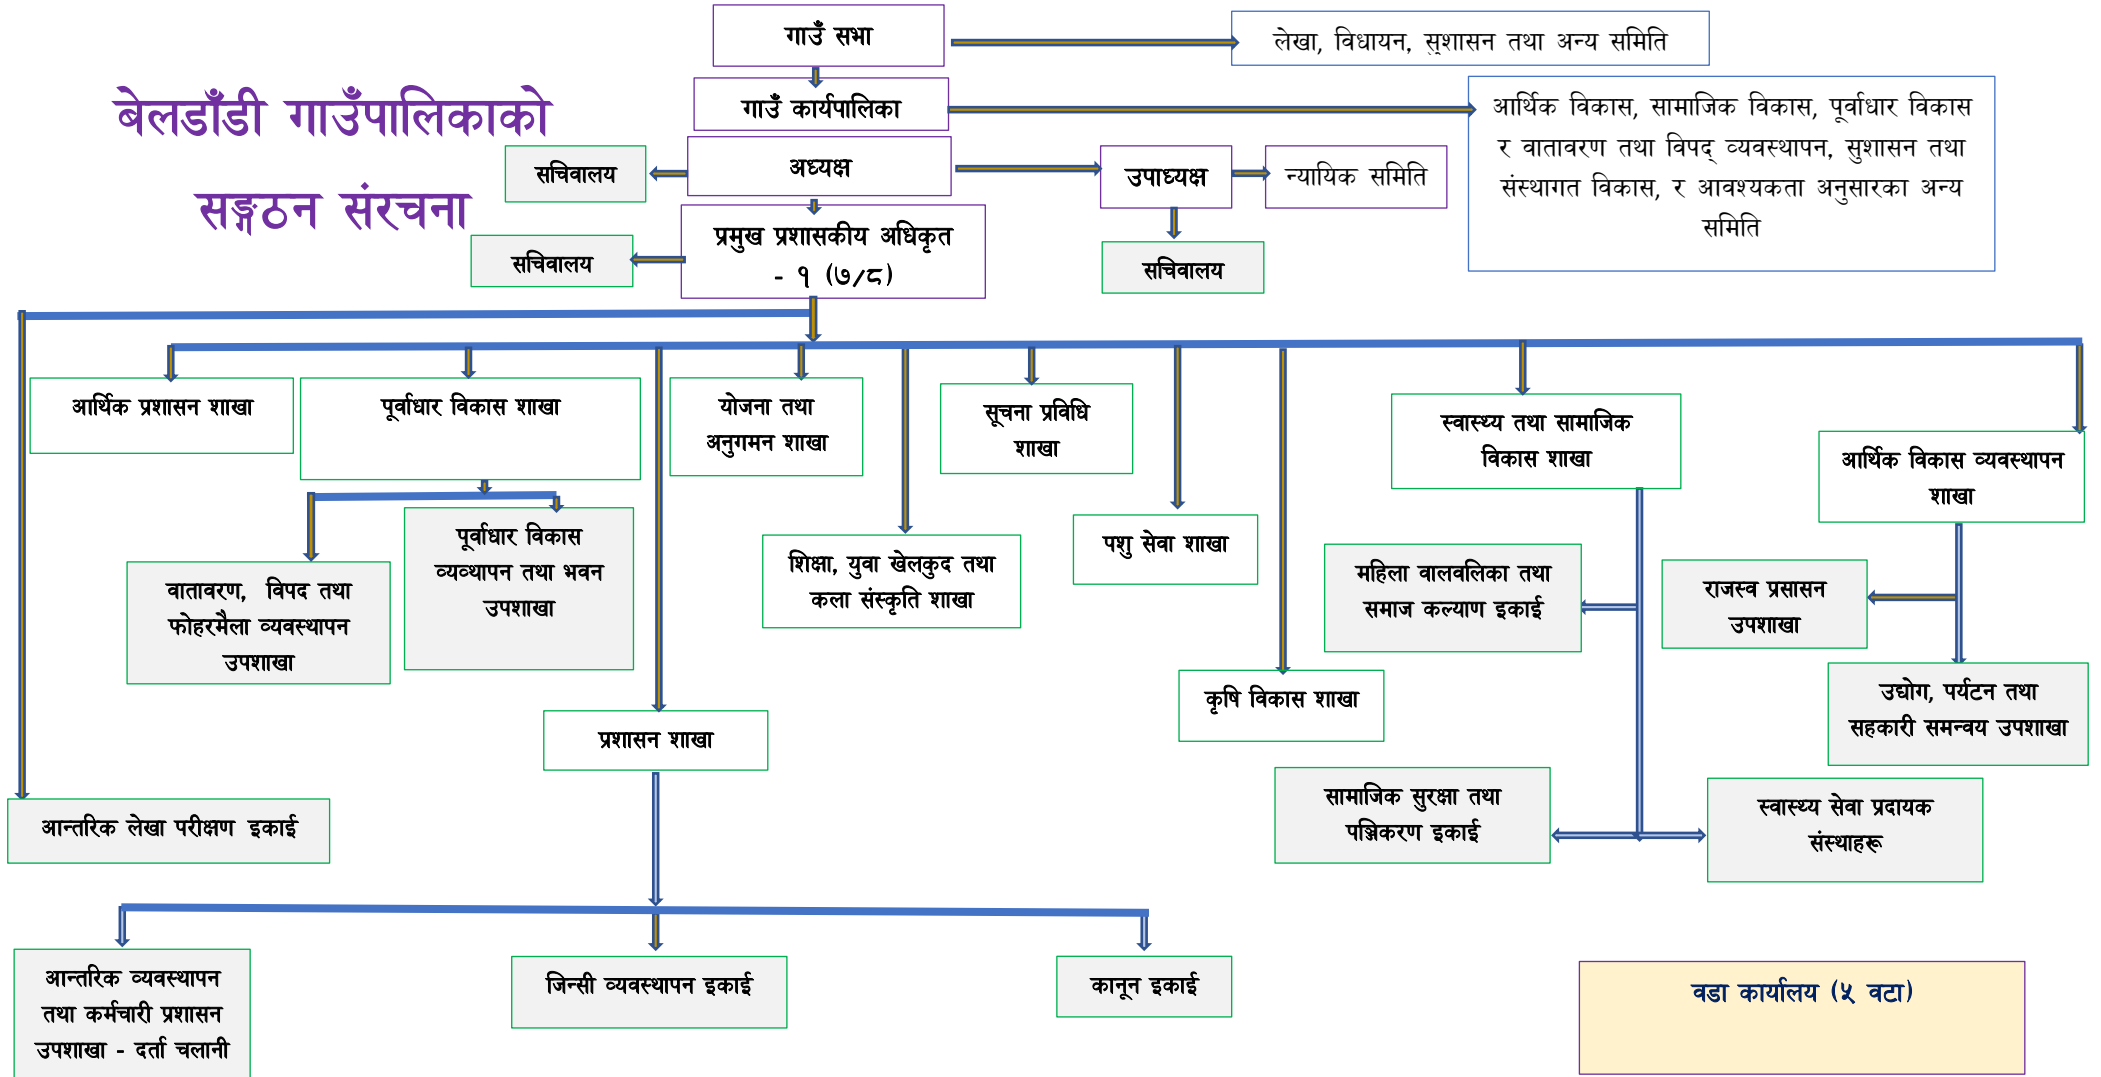 गाउँ सभा
लेखा, विधायन, सुशासन तथा अन्य समिति
बेलडाँडी गाउँपालिकाको
सङ्गठन संरचना
गाउँ कार्यपालिका
आर्थिक विकास, सामाजिक विकास, पूर्वाधार विकास
र वातावरण तथा विपद् व्यवस्थापन, सुशासन तथा
संस्थागत विकास, र आवश्यकता अनुसारका अन्य
समिति
सचिवालय
अध्यक्ष
उपाध्यक्ष
न्यायिक समिति
सचिवालय
प्रमुख प्रशासकीय अधिकृत
- १ (७/८)
सचिवालय
आर्थिक प्रशासन शाखा
पूर्वाधार विकास शाखा
योजना तथा
अनुगमन शाखा
सूचना प्रविधि
शाखा
स्वास्थ्य तथा सामाजिक
विकास शाखा
आर्थिक विकास व्यवस्थापन
शाखा
वातावरण, विपद तथा
फोहरमैला व्यवस्थापन
उपशाखा
पूर्वाधार विकास
व्यव्थापन तथा भवन
उपशाखा
शिक्षा, युवा खेलकुद तथा
कला संस्कृति शाखा
पशु सेवा शाखा
महिला वालवलिका तथा
समाज कल्याण इकाई
राजस्व प्रसासन
उपशाखा
कृषि विकास शाखा
उद्योग, पर्यटन तथा
सहकारी समन्वय उपशाखा
प्रशासन शाखा
आन्तरिक लेखा परीक्षण इकाई
सामाजिक सुरक्षा तथा
पञ्जिकरण इकाई
स्वास्थ्य सेवा प्रदायक
संस्थाहरू
आन्तरिक व्यवस्थापन
तथा कर्मचारी प्रशासन
उपशाखा - दर्ता चलानी
जिन्सी व्यवस्थापन इकाई
कानून इकाई
वडा कार्यालय (५ वटा)